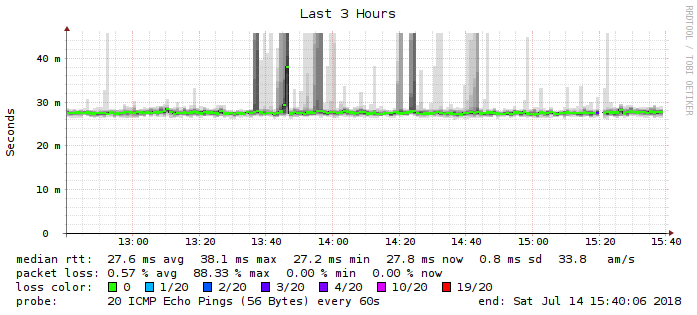 Last 3 Hours
RRDTOOL / TOBI OETIKER
Seconds
40 m
30 m
20 m
10 m
0
13:00 13:20 13:40 14:00 14:20 14:40 15:00 15:20 15:40
median rtt: 27.6 ms avg 38.1 ms max 27.2 ms min 27.8 ms now 0.8 ms sd 33.8 am/s
packet loss: 0.57 % avg 88.33 % max 0.00 % min 0.00 % now
loss color: 0 1/20 2/20 3/20 4/20 10/20 19/20
probe: 20 ICMP Echo Pings (56 Bytes) every 60s end: Sat Jul 14 15:40:06 2018